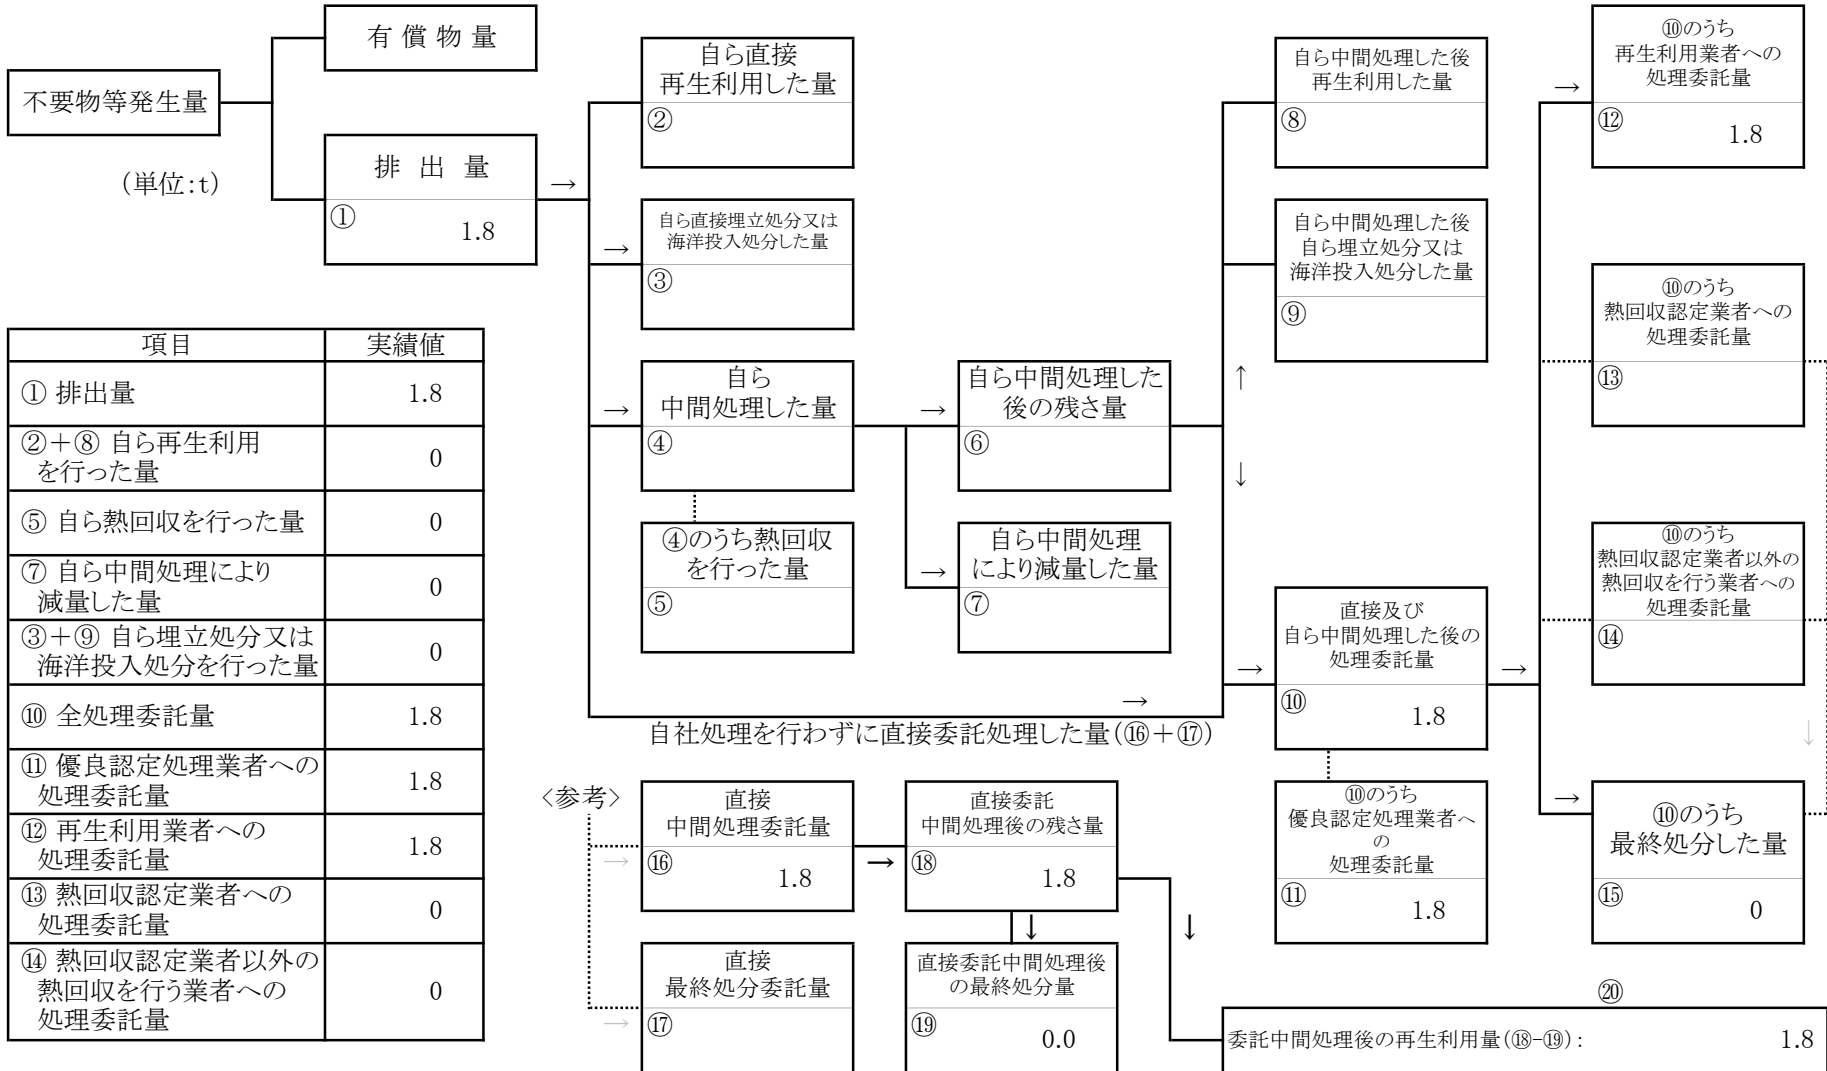 有償物量
不要物等発生量
(単位:t)
排出量
①
1.8
→
自ら直接
再生利用した量
②
→
自ら直接埋立処分又は
海洋投入処分した量
③
→
自ら
中間処理した量
④
④のうち熱回収
を行った量
⑤
→
自ら中間処理した
後の残さ量
⑥
→
自ら中間処理
により減量した量
⑦
自ら中間処理した後
再生利用した量
⑧
自ら中間処理した後
自ら埋立処分又は
海洋投入処分した量
⑨
↑
↓
→
自社処理を行わずに直接委託処理した量(⑯+⑰)
→
直接及び
自ら中間処理した後の
処理委託量
⑩
1.8
⑩のうち
優良認定処理業者へ
の
処理委託量
⑪
1.8
→
→
⑩のうち
再生利用業者への
処理委託量
⑫
1.8
⑩のうち
熱回収認定業者への
処理委託量
⑬
⑩のうち
熱回収認定業者以外の
熱回収を行う業者への
処理委託量
⑭
↓
→
⑩のうち
最終処分した量
⑮
0
項目 実績値
① 排出量 1.8
②+⑧ 自ら再生利用
を行った量 0
⑤ 自ら熱回収を行った量 0
⑦ 自ら中間処理により
減量した量 0
③+⑨ 自ら埋立処分又は
海洋投入処分を行った量 0
⑩ 全処理委託量 1.8
⑪ 優良認定処理業者への
処理委託量 1.8
⑫ 再生利用業者への
処理委託量 1.8
⑬ 熱回収認定業者への
処理委託量 0
⑭ 熱回収認定業者以外の
熱回収を行う業者への
処理委託量 0
〈参考〉
→
直接
中間処理委託量
⑯
1.8
→
直接委託
中間処理後の残さ量
⑱
1.8
↓
↓
→
直接
最終処分委託量
⑰
直接委託中間処理後
の最終処分量
⑲
0.0
⑳
委託中間処理後の再生利用量(⑱-⑲): 1.8